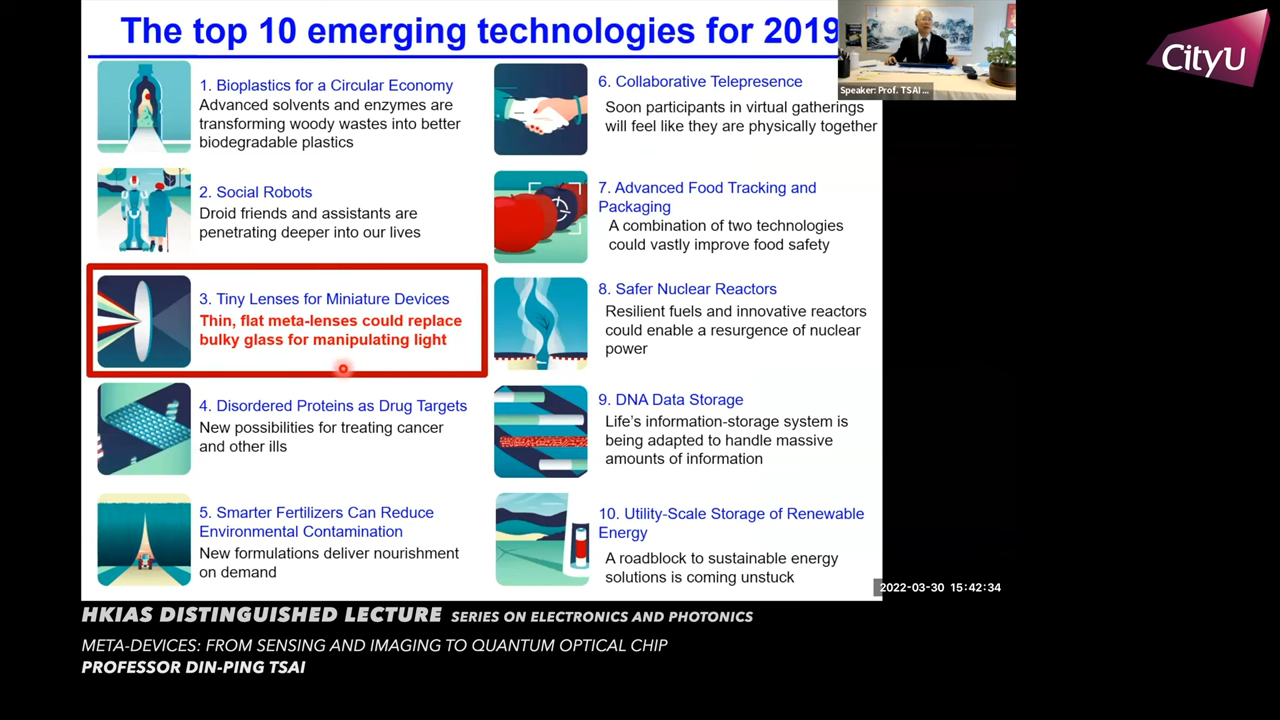 The top 10 emerging technologies for 2019
1. Bioplastics for a Circular Economy
Advanced solvents and enzymes are
transforming woody wastes into better
biodegradable plastics
2. Social Robots
Droid friends and assistants are
penetrating deeper into our lives
3. Tiny Lenses for Miniature Devices
Thin, flat meta-lenses could replace
bulky glass for manipulating light
4. Disordered Proteins as Drug Targets
New possibilities for treating cancer
and other ills
5. Smarter Fertilizers Can Reduce
Environmental Contamination
New formulations deliver nourishment
on demand
6. Collaborative Telepresence
Soon participants in virtual gatherings
will feel like they are physically together
7. Advanced Food Tracking and
Packaging
A combination of two technologies
could vastly improve food safety
8. Safer Nuclear Reactors
Resilient fuels and innovative reactors
could enable a resurgence of nuclear
power
9. DNA Data Storage
Life's information-storage system is
being adapted to handle massive
amounts of information
10. Utility-Scale Storage of Renewable
Energy
A roadblock to sustainable energy
solutions is coming unstuck
Speaker: Prof. TSAI ...
CityU
2022-03-30 15:42:34
HKIAS DISTINGUISHED LECTURE SERIES ON ELECTRONICS AND PHOTONICS
META-DEVICES: FROM SENSING AND IMAGING TO QUANTUM OPTICAL CHIP
PROFESSOR DIN-PING TSAI